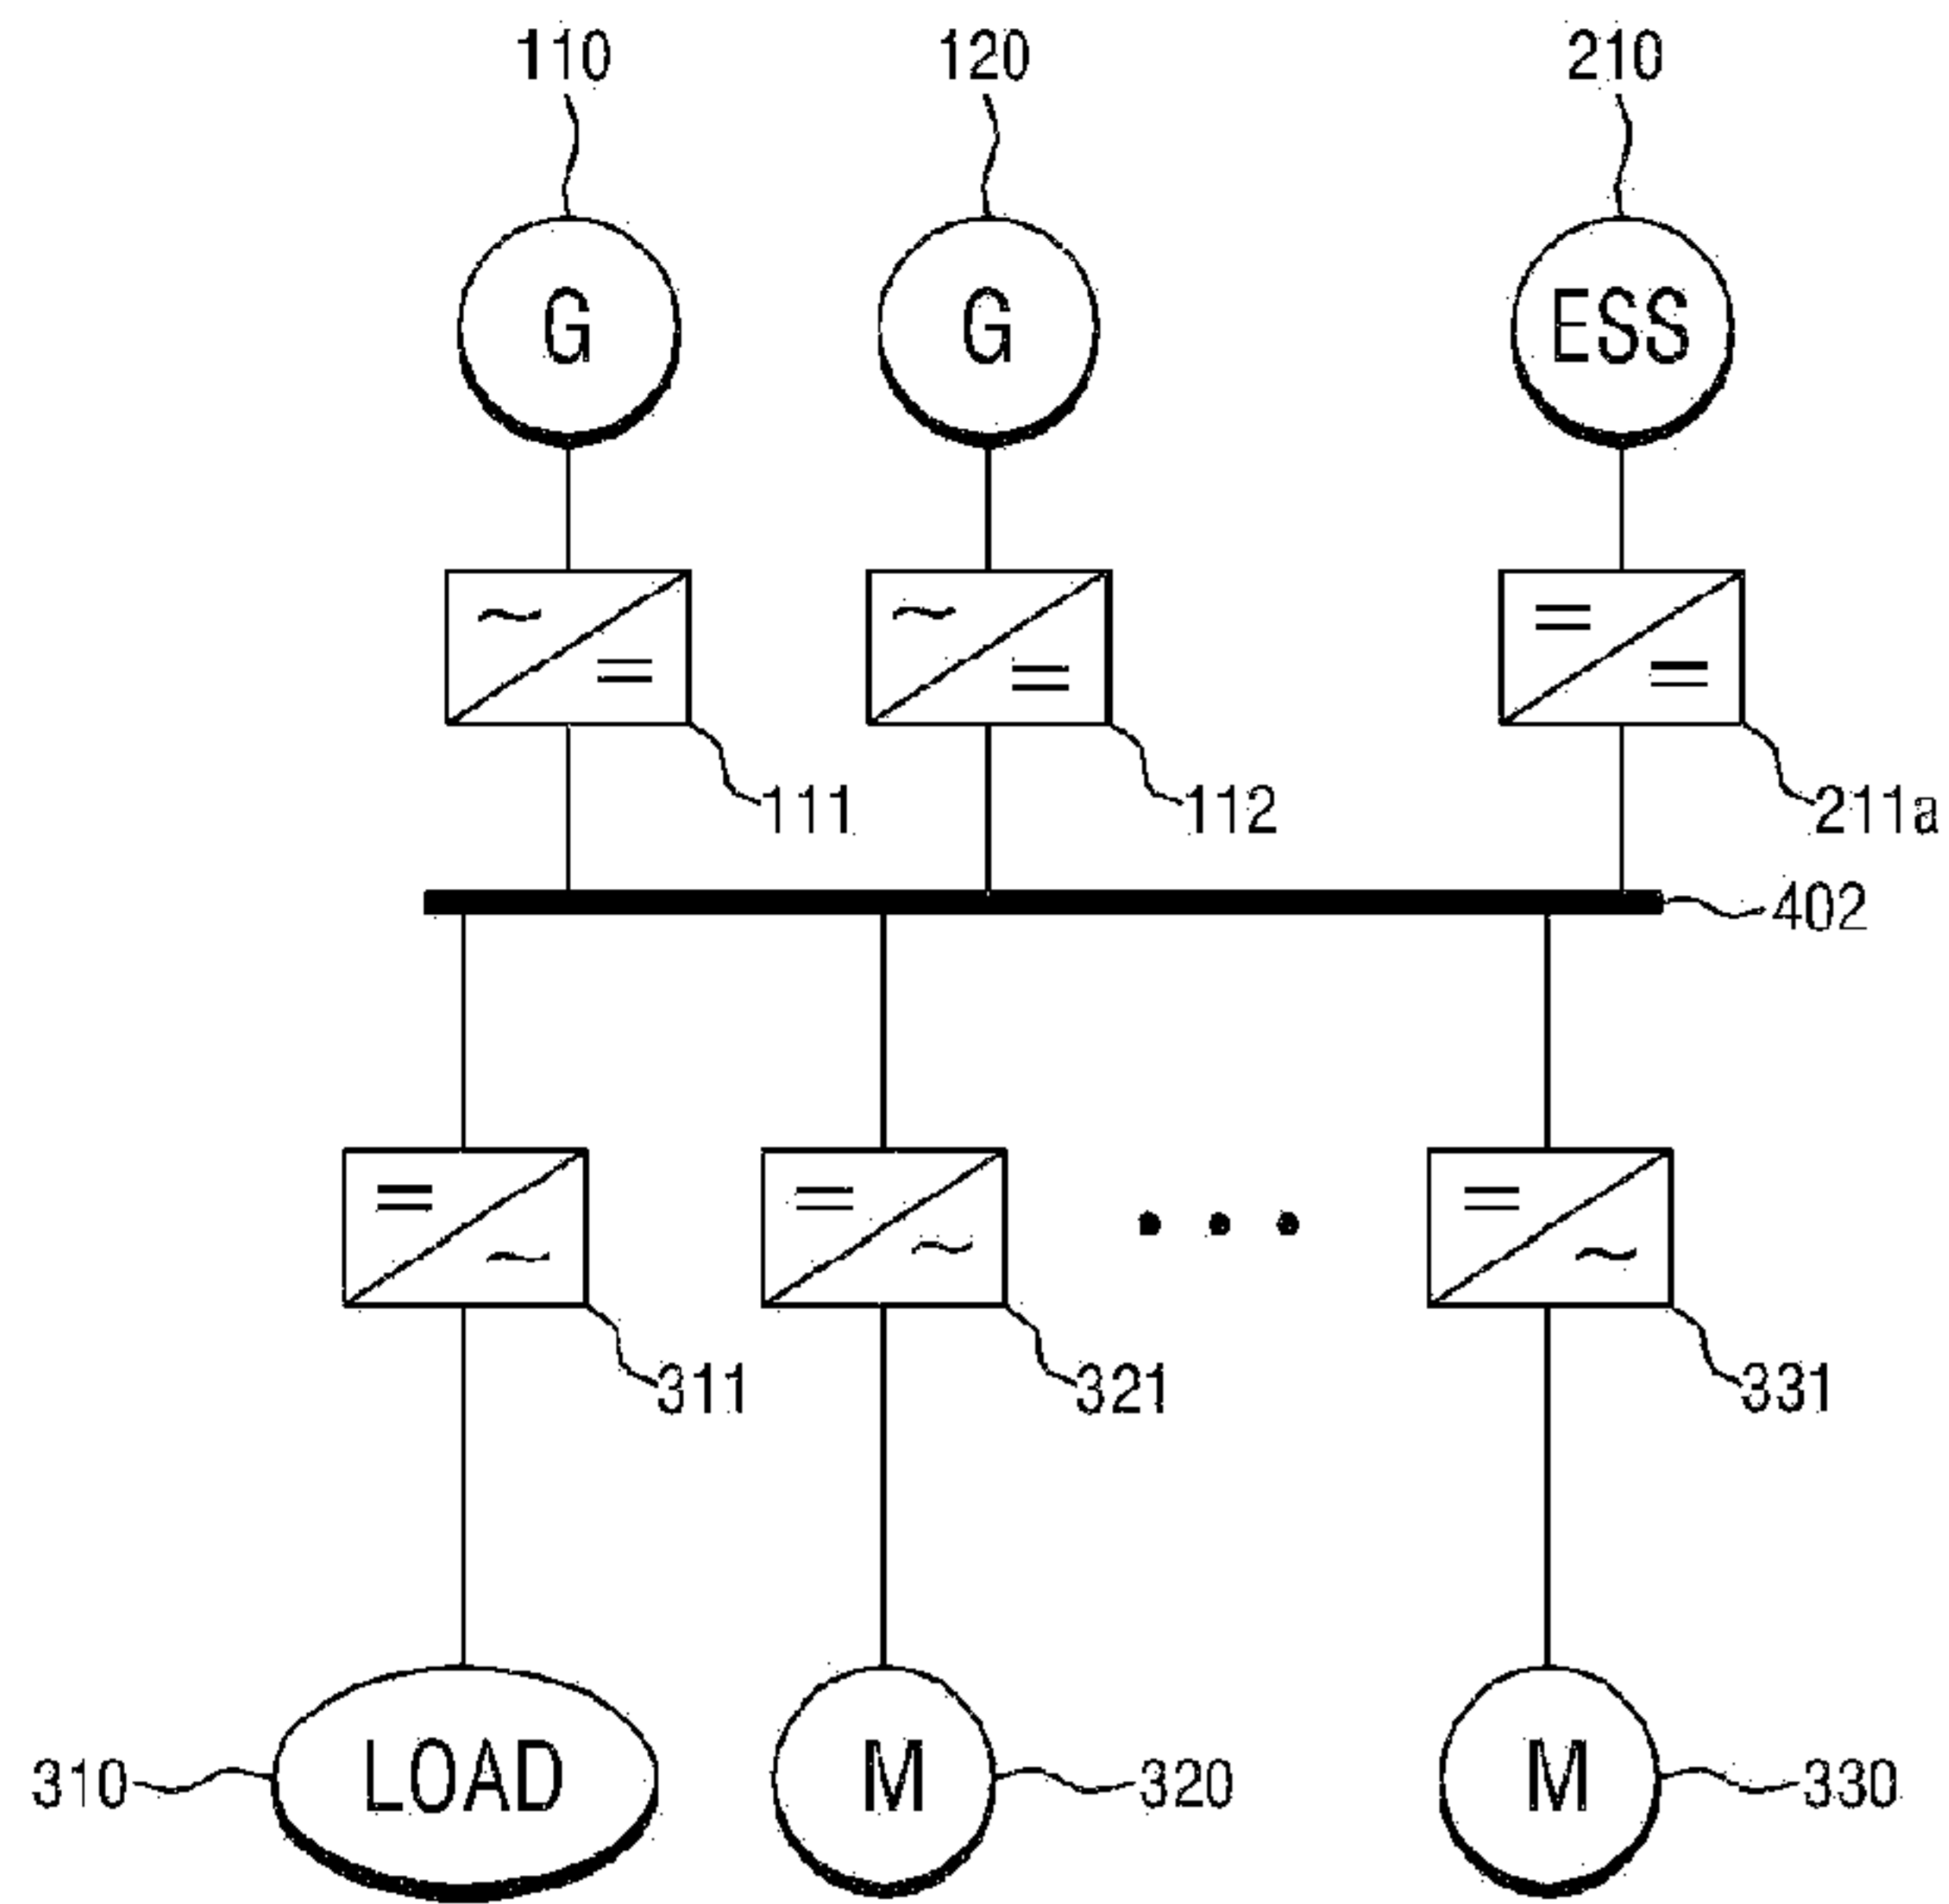 110 120 210
G G ESS
~ = ~ = = =
111 112 211a
402
= ~ = ~ • • • = ~
311 321 331
310 LOAD M 320 M 330